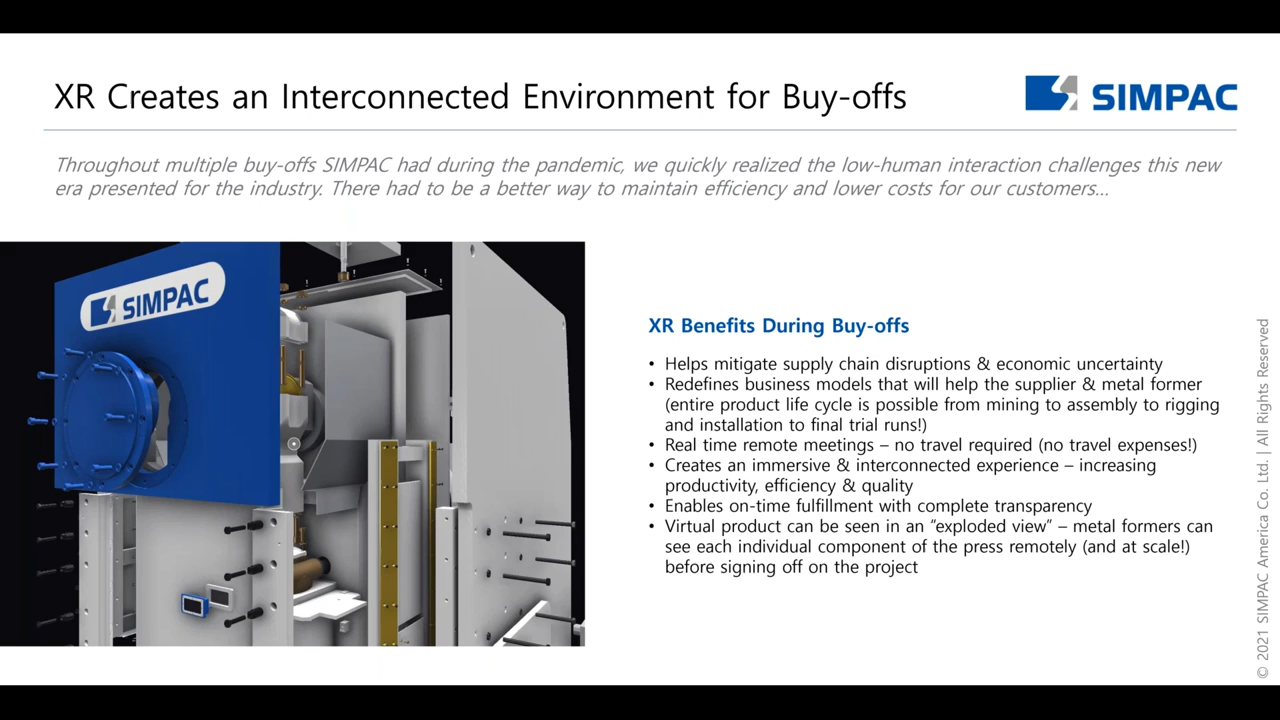 XR Creates an Interconnected Environment for Buy-offs
SIMPAC
Throughout multiple buy-offs SIMPAC had during the pandemic, we quickly realized the low-human interaction challenges this new
era presented for the industry. There had to be a better way to maintain efficiency and lower costs for our customers...
SIMPAC
XR Benefits During Buy-offs
• Helps mitigate supply chain disruptions & economic uncertainty
• Redefines business models that will help the supplier & metal former
(entire product life cycle is possible from mining to assembly to rigging
and installation to final trial runs!)
• Real time remote meetings – no travel required (no travel expenses!)
• Creates an immersive & interconnected experience – increasing
productivity, efficiency & quality
• Enables on-time fulfillment with complete transparency
• Virtual product can be seen in an “exploded view” – metal formers can
see each individual component of the press remotely (and at scale!)
before signing off on the project
© 2021 SIMPAC America Co. Ltd. | All Rights Reserved